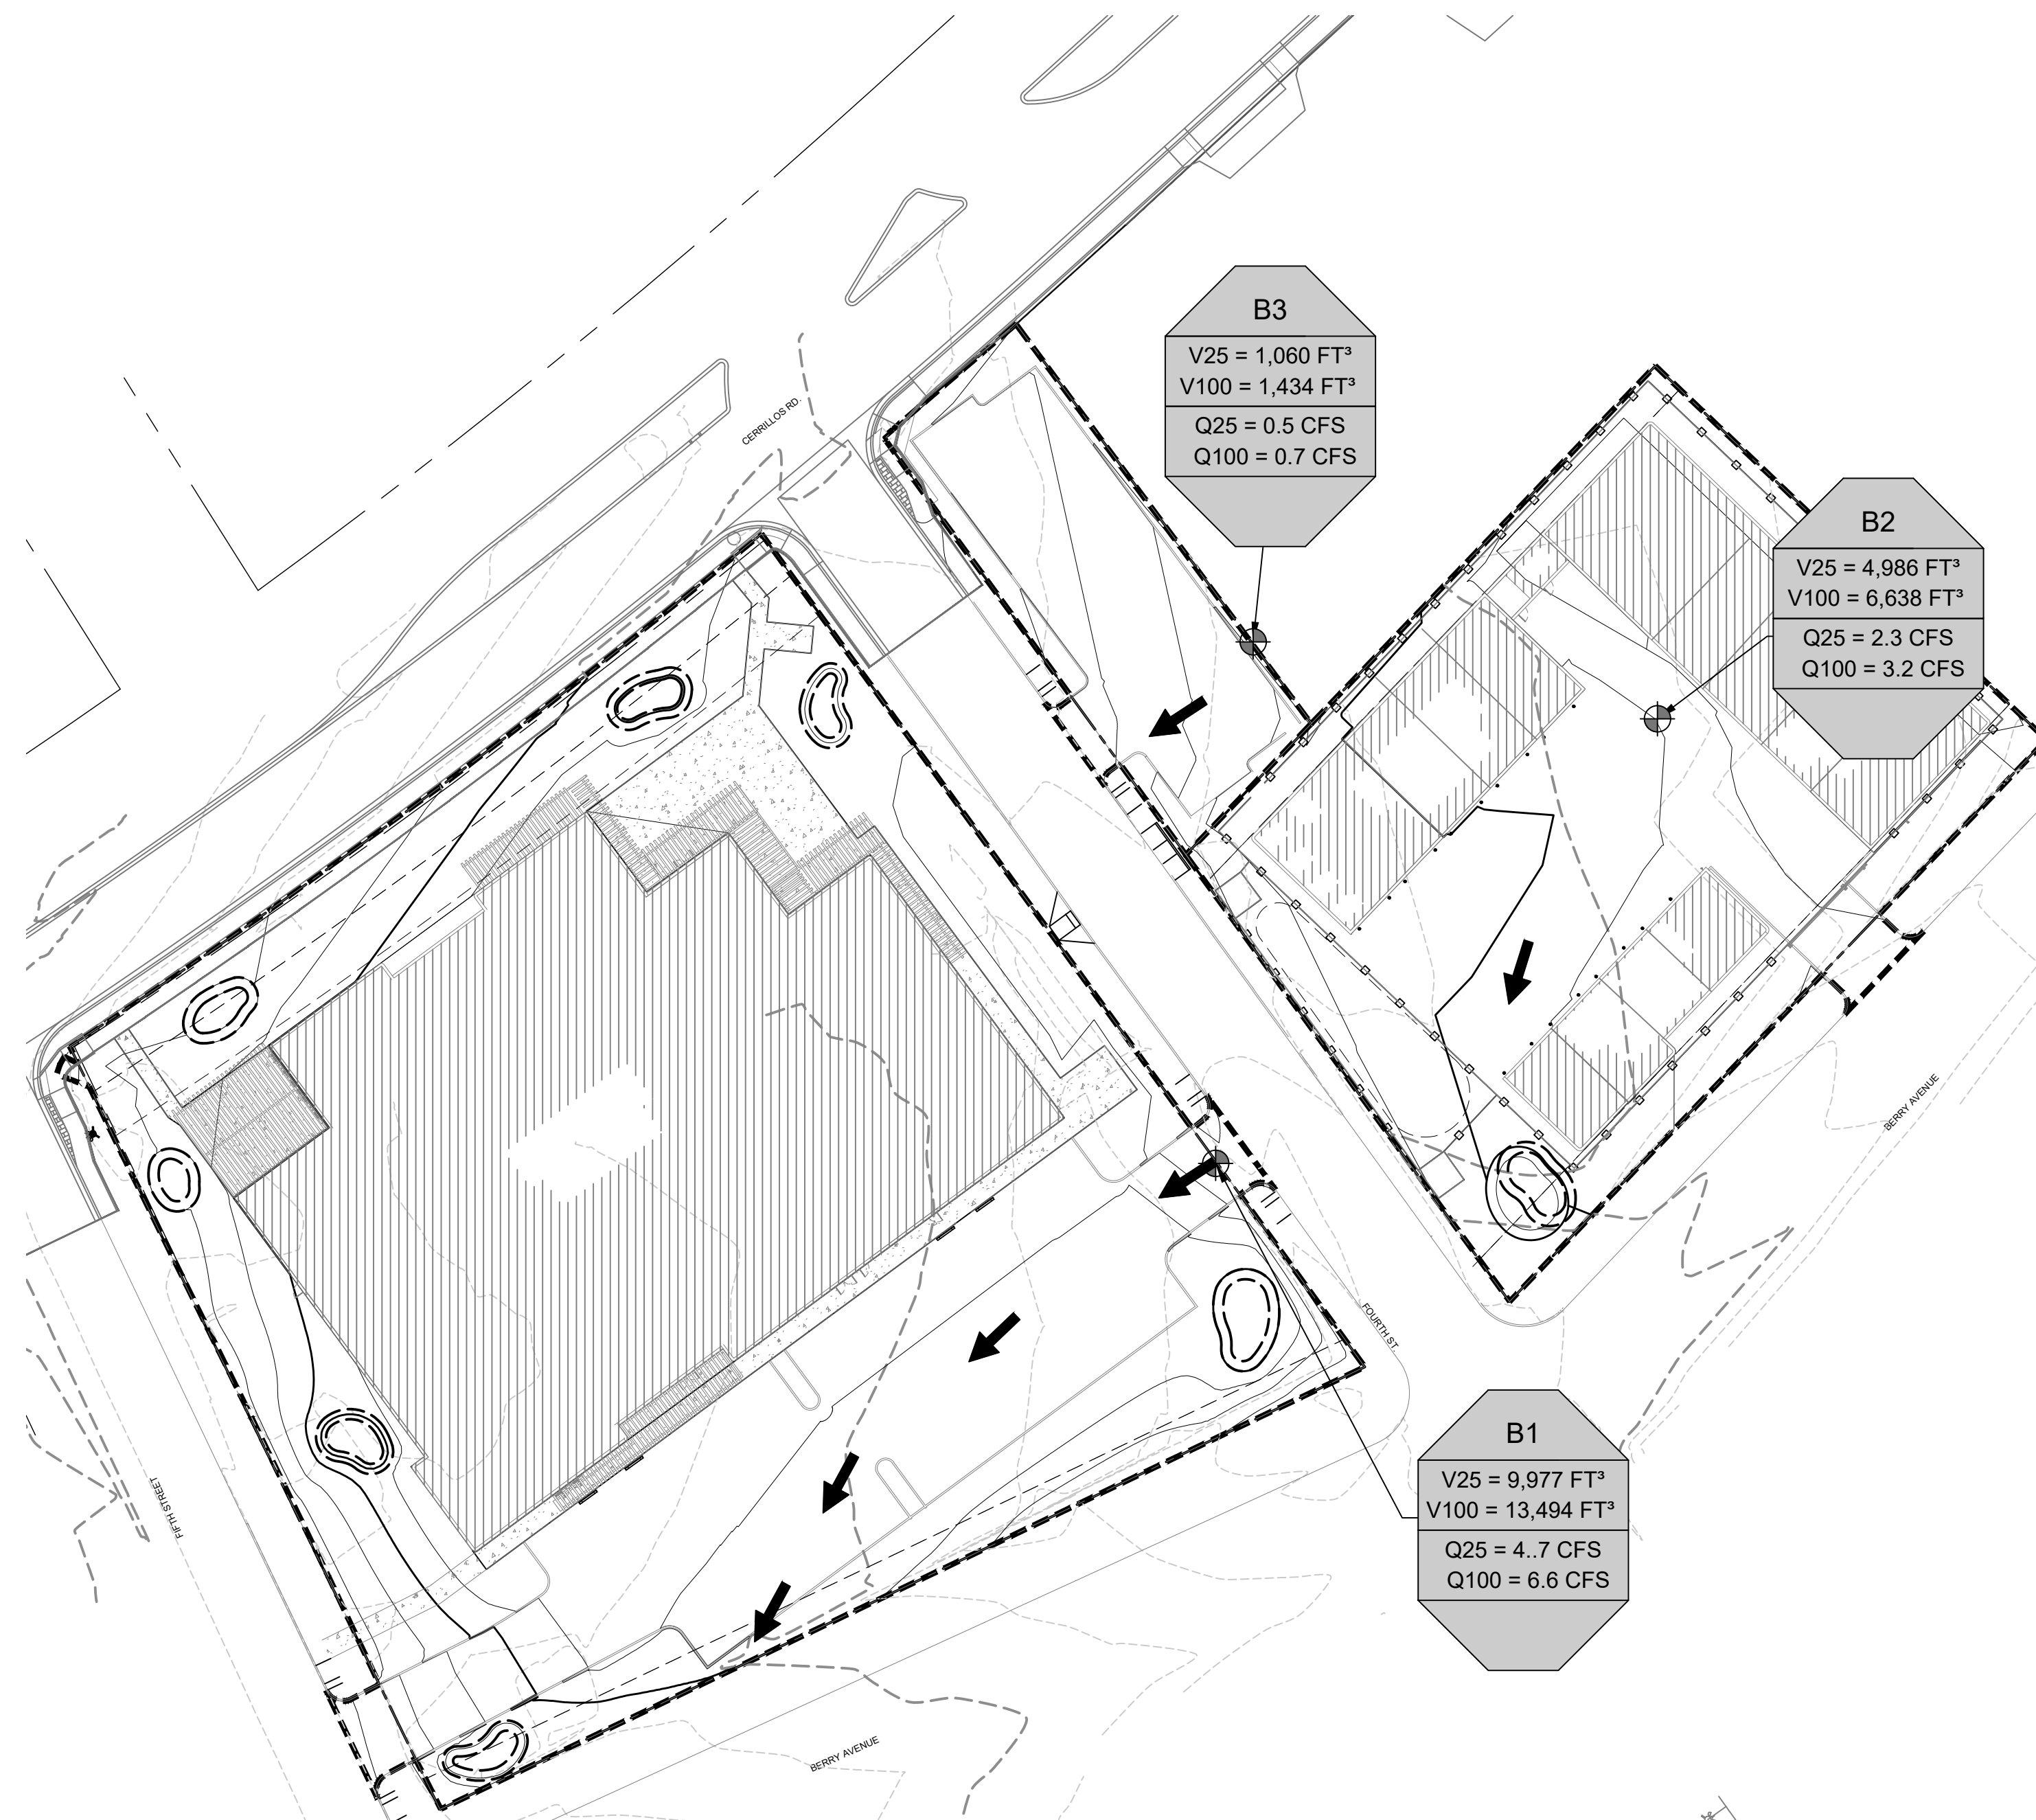 CERRILLOS RD.
B3
V25 = 1,060 FT³
V100 = 1,434 FT³
Q25 = 0.5 CFS
Q100 = 0.7 CFS
B2
V25 = 4,986 FT³
V100 = 6,638 FT³
Q25 = 2.3 CFS
Q100 = 3.2 CFS
BERRY AVENUE
FOURTH ST.
B1
V25 = 9,977 FT³
V100 = 13,494 FT³
Q25 = 4..7 CFS
Q100 = 6.6 CFS
FIFTH STREET
BERRY AVENUE